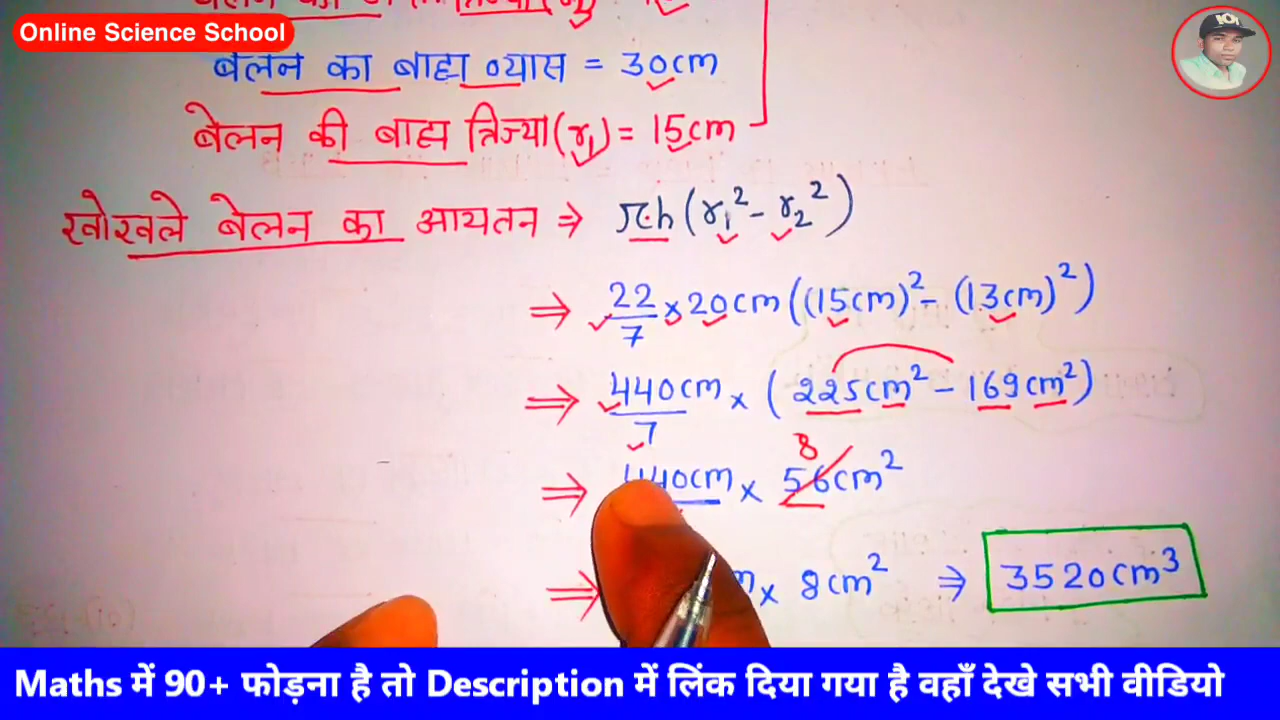 Online Science School
बेलन का बाह्य व्यास = 30cm
बेलन की बाह्य त्रिज्या(r₁) = 15cm
खोखले बेलन का आयतन ⇒ πh(r₁² - r₂²)
⇒ 22/7 × 20cm ((15cm)² - (13cm)²)
⇒ 440cm/7 × (225cm² - 169cm²)
⇒ 440cm × 56cm² 8
⇒ × 8cm² ⇒ 3520cm³
Maths में 90+ फोड़ना है तो Description में लिंक दिया गया है वहाँ देखे सभी वीडियो